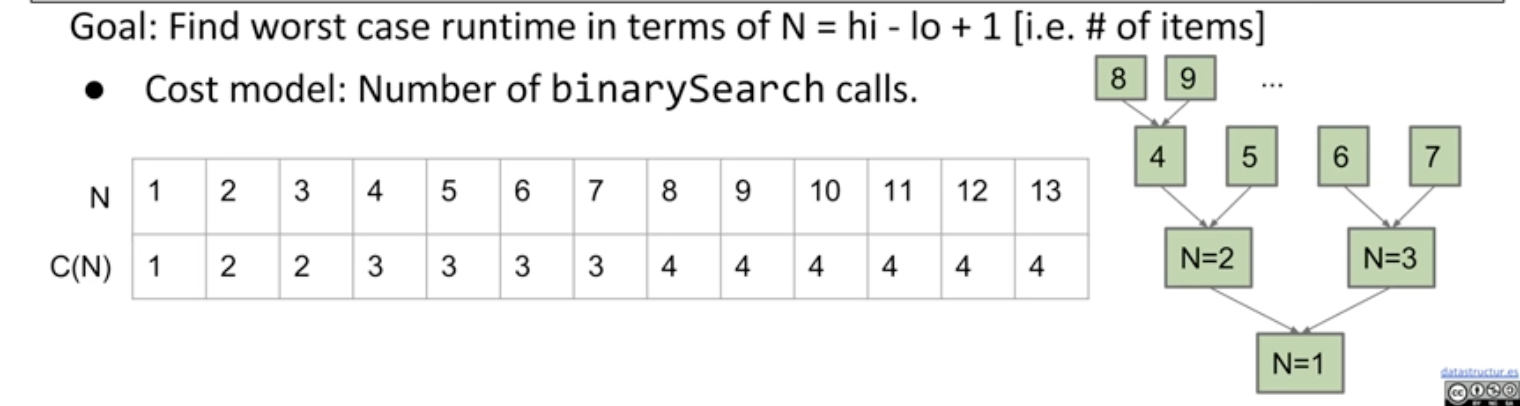 Goal: Find worst case runtime in terms of N = hi - lo + 1 [i.e. # of items]
● Cost model: Number of binarySearch calls.
N 1 2 3 4 5 6 7 8 9 10 11 12 13
C(N) 1 2 2 3 3 3 3 4 4 4 4 4 4
8 9 ...
4 5 6 7
N=2 N=3
N=1
datastructur.es